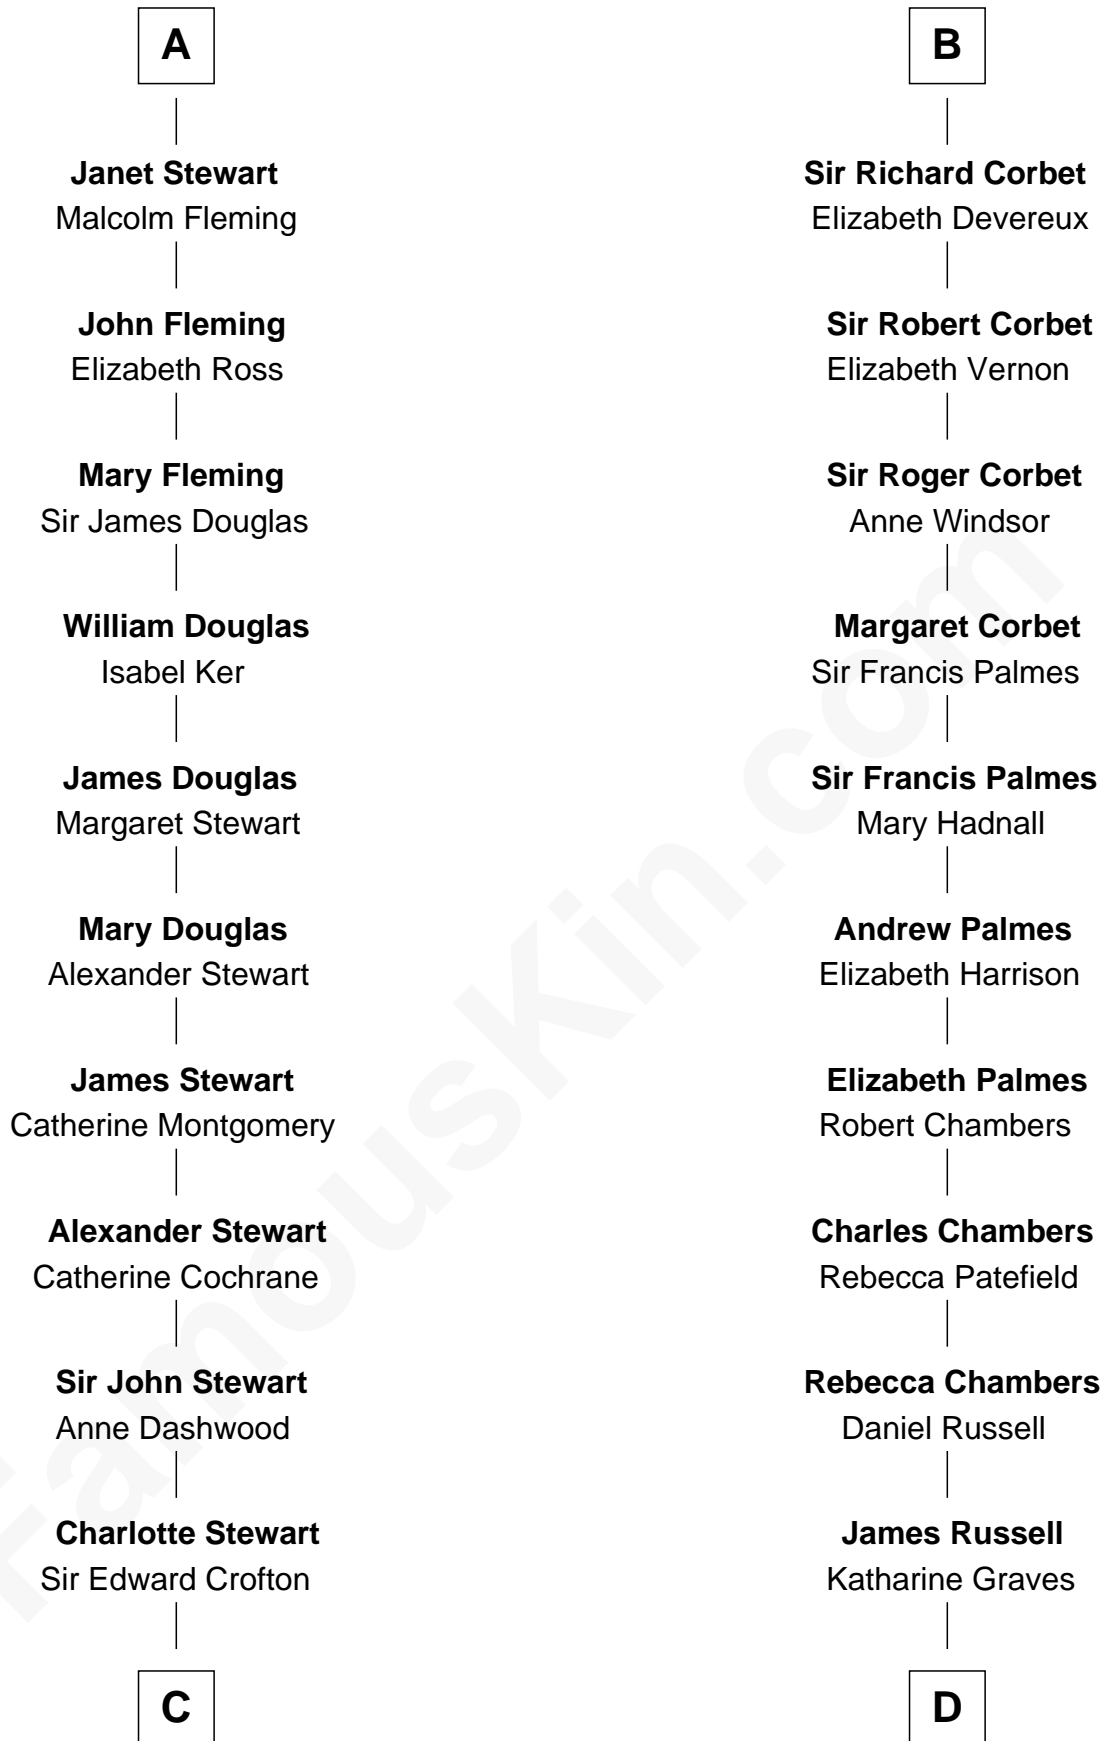 A
Janet Stewart
Malcolm Fleming
John Fleming
Elizabeth Ross
Mary Fleming
Sir James Douglas
William Douglas
Isabel Ker
James Douglas
Margaret Stewart
Mary Douglas
Alexander Stewart
James Stewart
Catherine Montgomery
Alexander Stewart
Catherine Cochrane
Sir John Stewart
Anne Dashwood
Charlotte Stewart
Sir Edward Crofton
C
B
Sir Richard Corbet
Elizabeth Devereux
Sir Robert Corbet
Elizabeth Vernon
Sir Roger Corbet
Anne Windsor
Margaret Corbet
Sir Francis Palmes
Sir Francis Palmes
Mary Hadnall
Andrew Palmes
Elizabeth Harrison
Elizabeth Palmes
Robert Chambers
Charles Chambers
Rebecca Patefield
Rebecca Chambers
Daniel Russell
James Russell
Katharine Graves
D
FamousKin.com